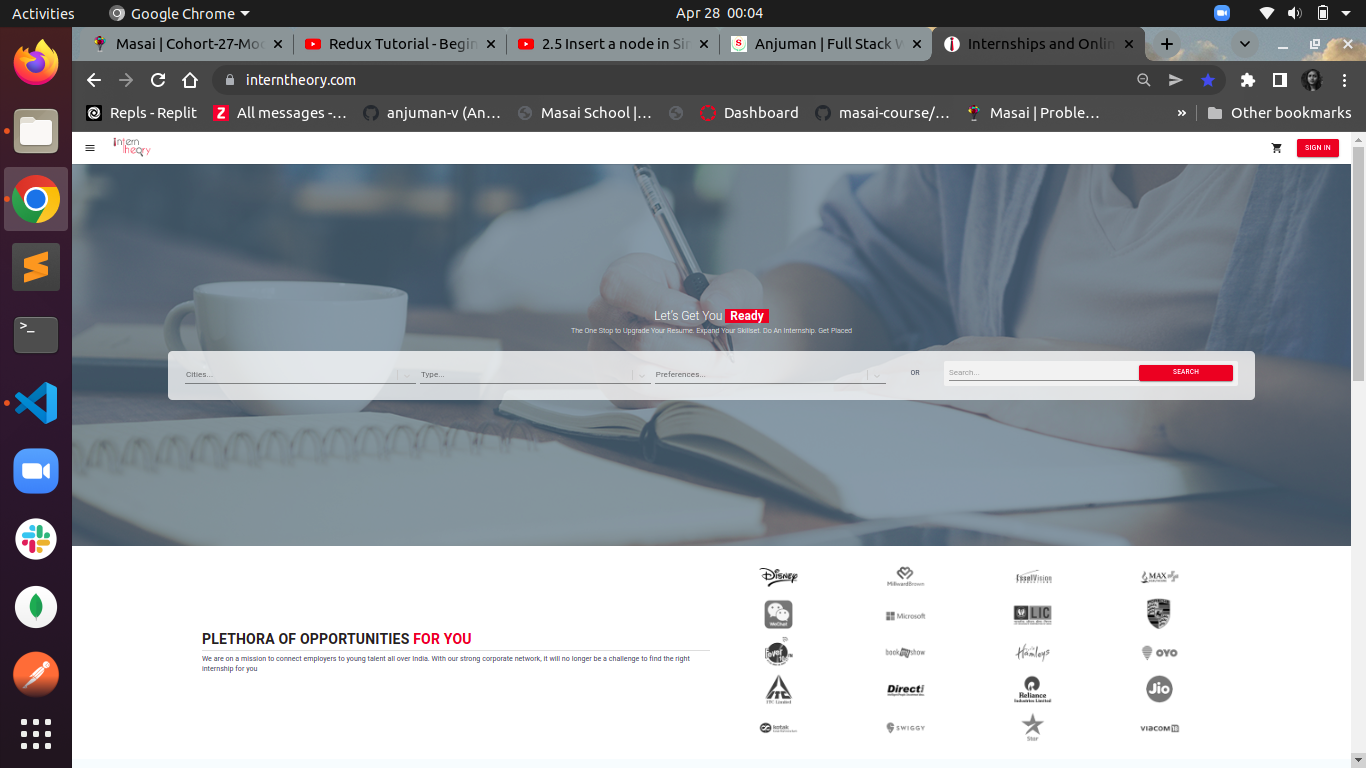 Activities
Google Chrome
Apr 28 00:04
Masai | Cohort-27-Mo
Redux Tutorial - Begin
2.5 Insert a node in Sin
Anjuman | Full Stack W
Internships and Onlin
interntheory.com
Repls - Replit
All messages -...
anjuman-v (An...
Masai School |...
Dashboard
masai-course/...
Masai | Proble...
»
Other bookmarks
intern
theory
SIGN IN
Let's Get You Ready
The One Stop to Upgrade Your Resume. Expand Your Skillset. Do An Internship. Get Placed
Cities...
Type...
Preferences...
OR
Search...
SEARCH
PLETHORA OF OPPORTUNITIES FOR YOU
We are on a mission to connect employers to young talent all over India. With our strong corporate network, it will no longer be a challenge to find the right
internship for you
Disney
MillwardBrown
MAX
WeChat
Microsoft
LIC
bookmyshow
Hamleys
OYO
ITC Limited
Directi
Reliance
Industries Limited
Jio
kotak
SWIGGY
Star
VIACOM18